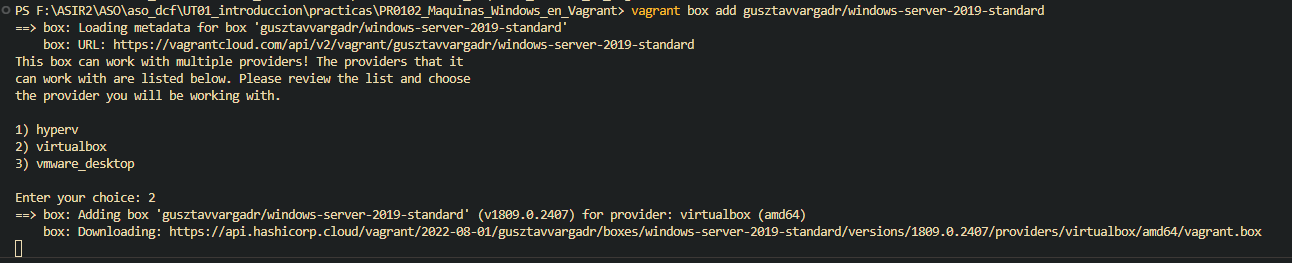 PS F:\ASIR2\ASO\aso_dcf\UT01_introduccion\practicas\PR0102_Maquinas_Windows_en_Vagrant> vagrant box add gusztavvargadr/windows-server-2019-standard
==> box: Loading metadata for box 'gusztavvargadr/windows-server-2019-standard'
    box: URL: https://vagrantcloud.com/api/v2/vagrant/gusztavvargadr/windows-server-2019-standard
This box can work with multiple providers! The providers that it
can work with are listed below. Please review the list and choose
the provider you will be working with.

1) hyperv
2) virtualbox
3) vmware_desktop

Enter your choice: 2
==> box: Adding box 'gusztavvargadr/windows-server-2019-standard' (v1809.0.2407) for provider: virtualbox (amd64)
    box: Downloading: https://api.hashicorp.cloud/vagrant/2022-08-01/gusztavvargadr/boxes/windows-server-2019-standard/versions/1809.0.2407/providers/virtualbox/amd64/vagrant.box